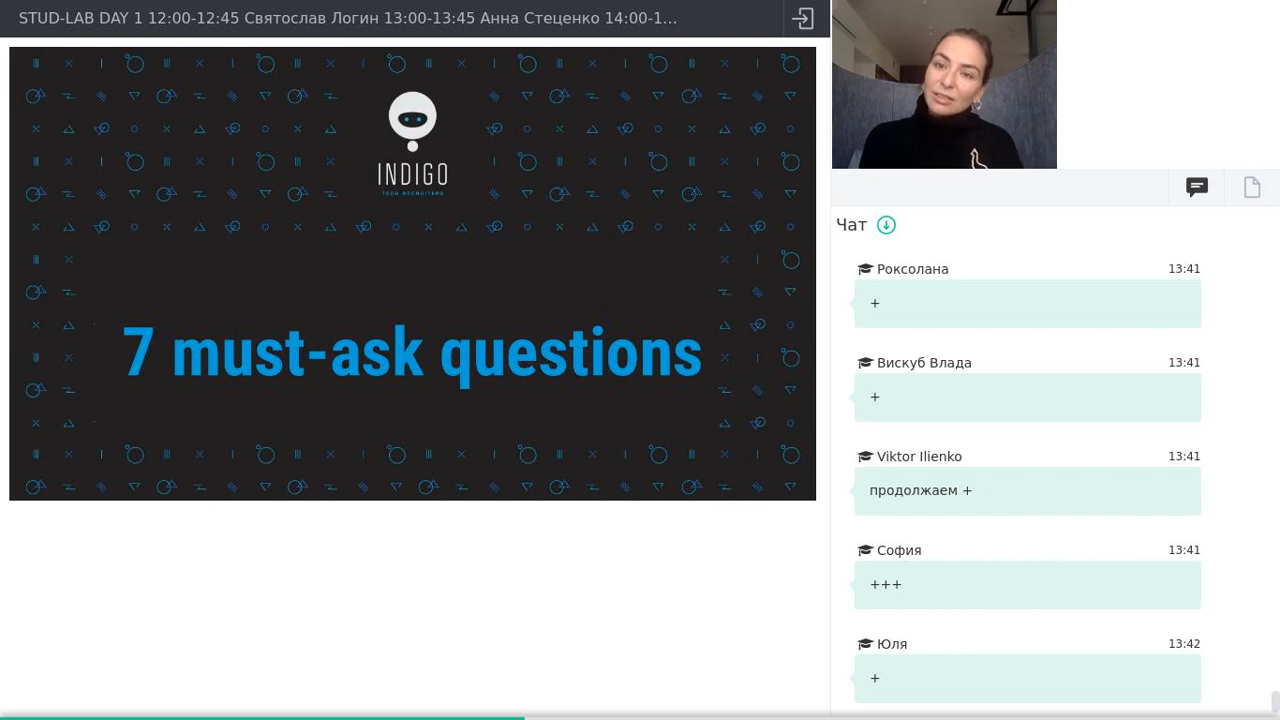 STUD-LAB DAY 1 12:00-12:45 Святослав Логин 13:00-13:45 Анна Стеценко 14:00-1...
INDIGO
TECH RECRUITERS
7 must-ask questions
Чат
Роксолана 13:41
+
Вискуб Влада 13:41
+
Viktor Ilienko 13:41
продолжаем +
София 13:41
+++
Юля 13:42
+